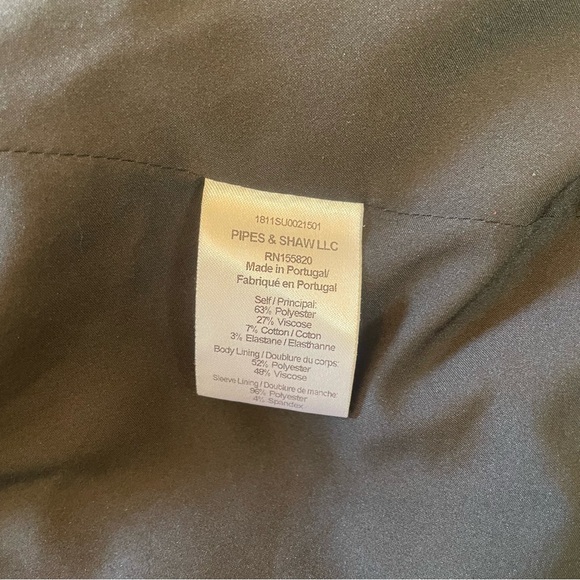 1811SU0021501
PIPES & SHAW LLC
RN155820
Made in Portugal/
Fabriqué en Portugal
Self / Principal:
63% Polyester
27% Viscose
7% Cotton / Coton
3% Elastane / Elasthanne
Body Lining / Doublure du corps:
52% Polyester
48% Viscose
Sleeve Lining / Doublure de manche:
96% Polyester
4% Spandex